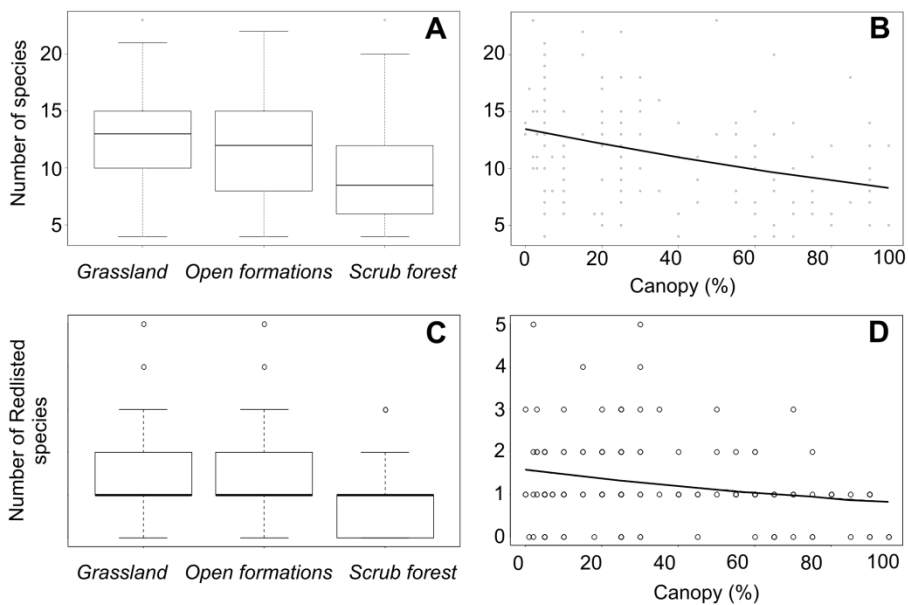 A
Number of species
20
15
10
5
Grassland Open formations Scrub forest
B
20
15
10
5
0 20 40 60 80 100
Canopy (%)
C
Number of Redlisted
species
Grassland Open formations Scrub forest
D
5
4
3
2
1
0
0 20 40 60 80 100
Canopy (%)